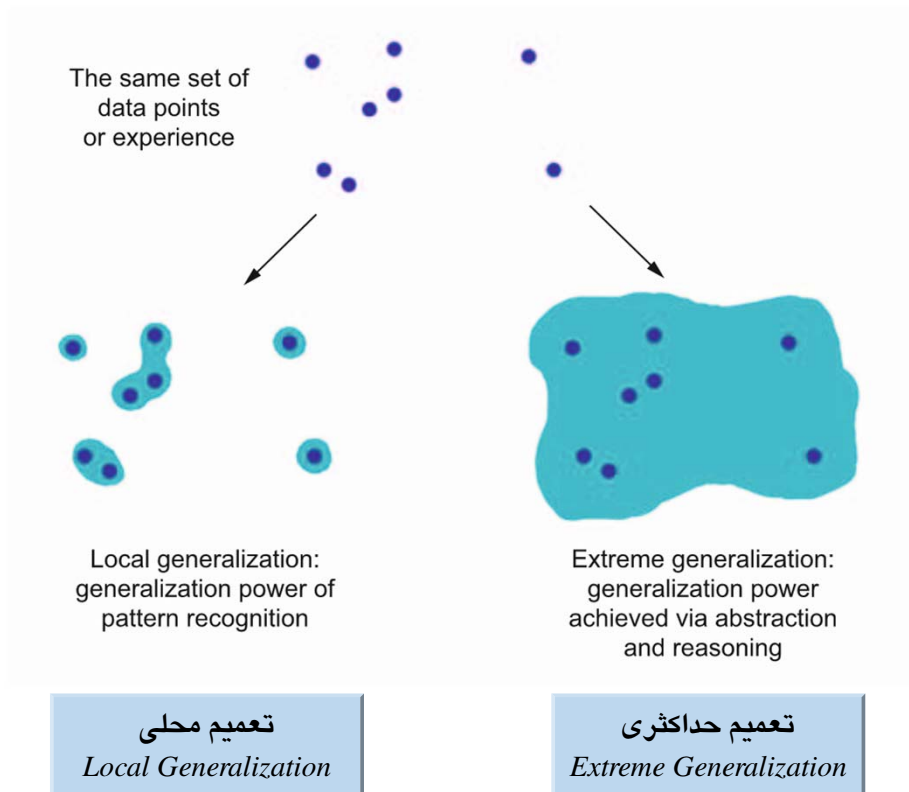 The same set of
data points
or experience
Local generalization:
generalization power of
pattern recognition
Extreme generalization:
generalization power
achieved via abstraction
and reasoning
تعمیم محلی
Local Generalization
تعمیم حداکثری
Extreme Generalization